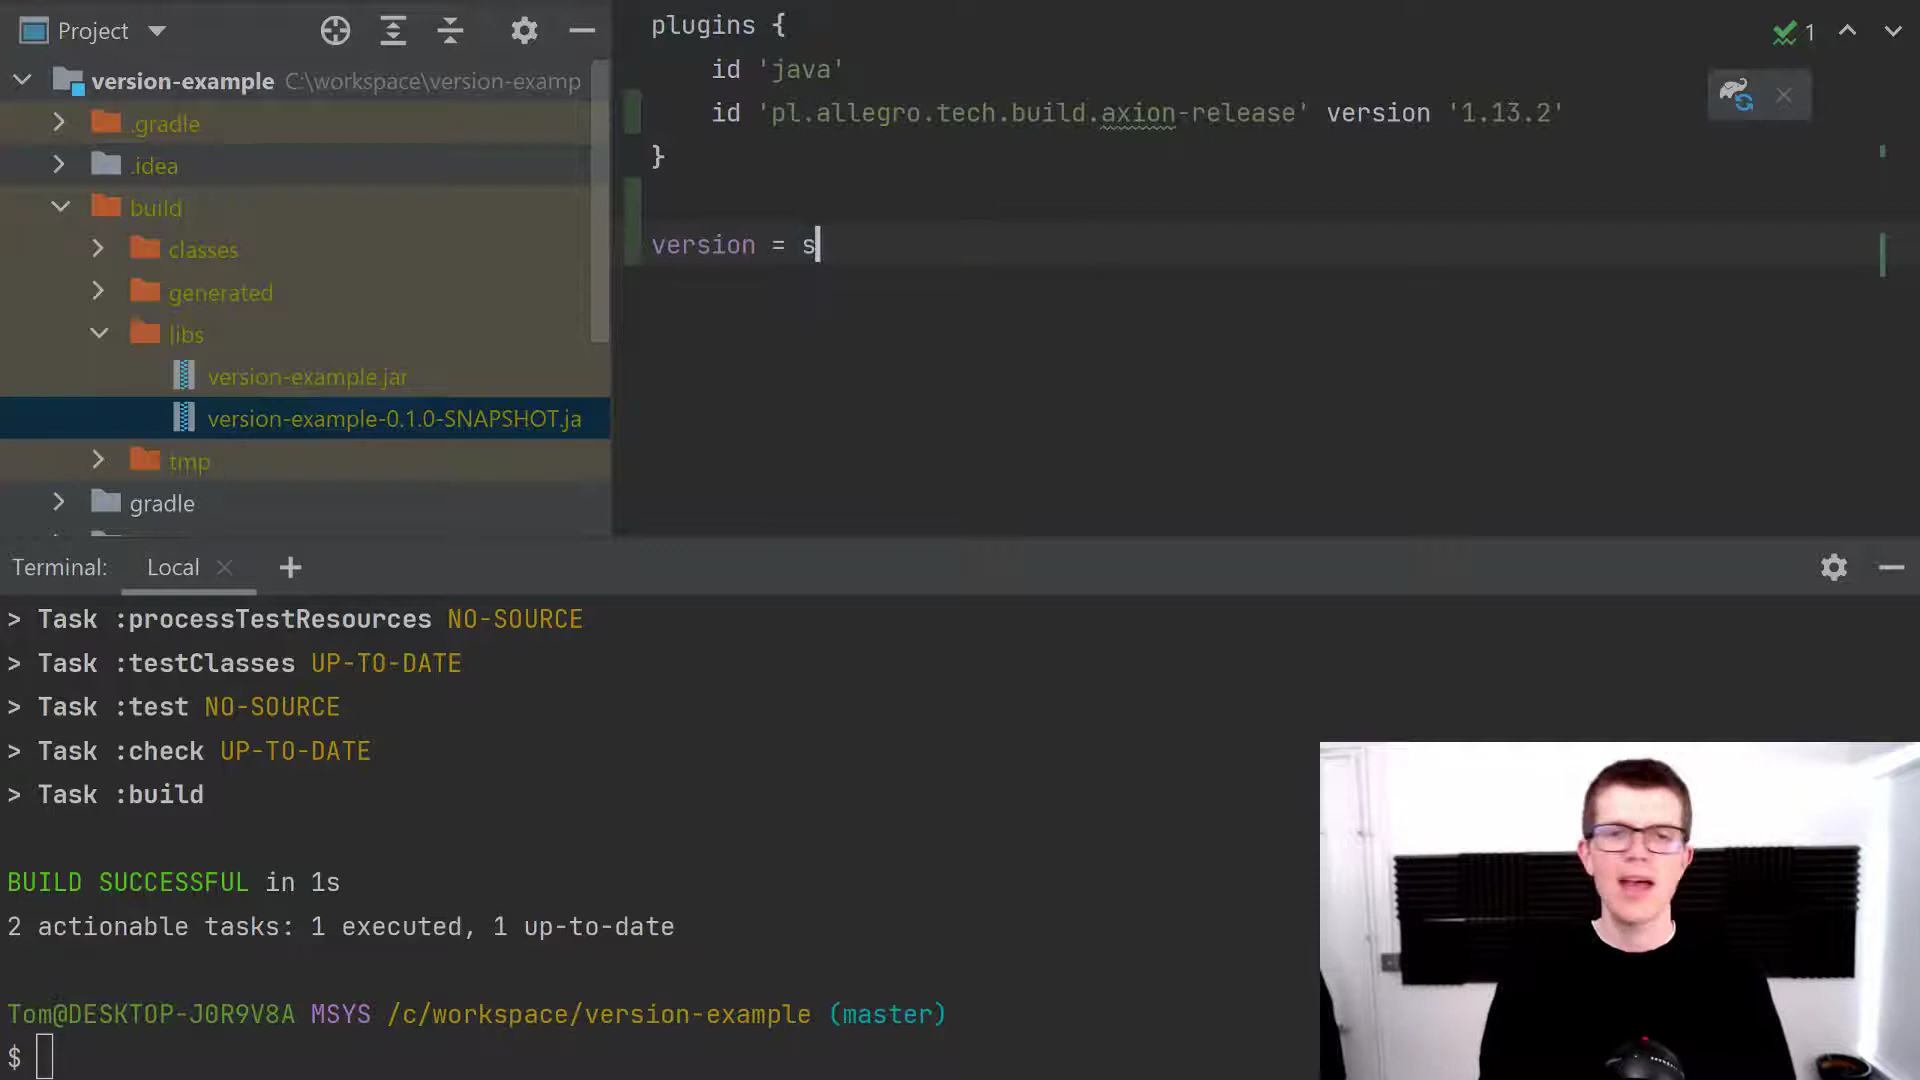 Project
version-example C:\workspace\version-examp
.gradle
.idea
build
classes
generated
libs
version-example.jar
version-example-0.1.0-SNAPSHOT.ja
tmp
gradle
plugins {
id 'java'
id 'pl.allegro.tech.build.axion-release' version '1.13.2'
}
version = s
1
Terminal: Local
> Task :processTestResources NO-SOURCE
> Task :testClasses UP-TO-DATE
> Task :test NO-SOURCE
> Task :check UP-TO-DATE
> Task :build
BUILD SUCCESSFUL in 1s
2 actionable tasks: 1 executed, 1 up-to-date
Tom@DESKTOP-J0R9V8A MSYS /c/workspace/version-example (master)
$